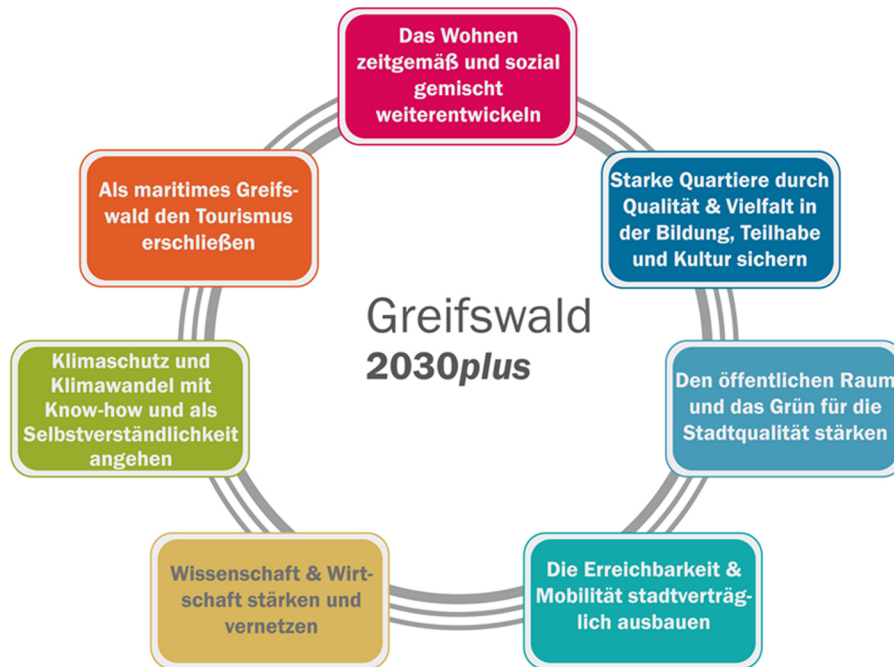 Das Wohnen
zeitgemäß und sozial
gemischt
weiterentwickeln
Starke Quartiere durch
Qualität & Vielfalt in
der Bildung, Teilhabe
und Kultur sichern
Den öffentlichen Raum
und das Grün für die
Stadtqualität stärken
Die Erreichbarkeit &
Mobilität stadtverträg-
lich ausbauen
Wissenschaft & Wirt-
schaft stärken und
vernetzen
Klimaschutz und
Klimawandel mit
Know-how und als
Selbstverständlichkeit
angehen
Als maritimes Greifs-
wald den Tourismus
erschließen
Greifswald
2030plus